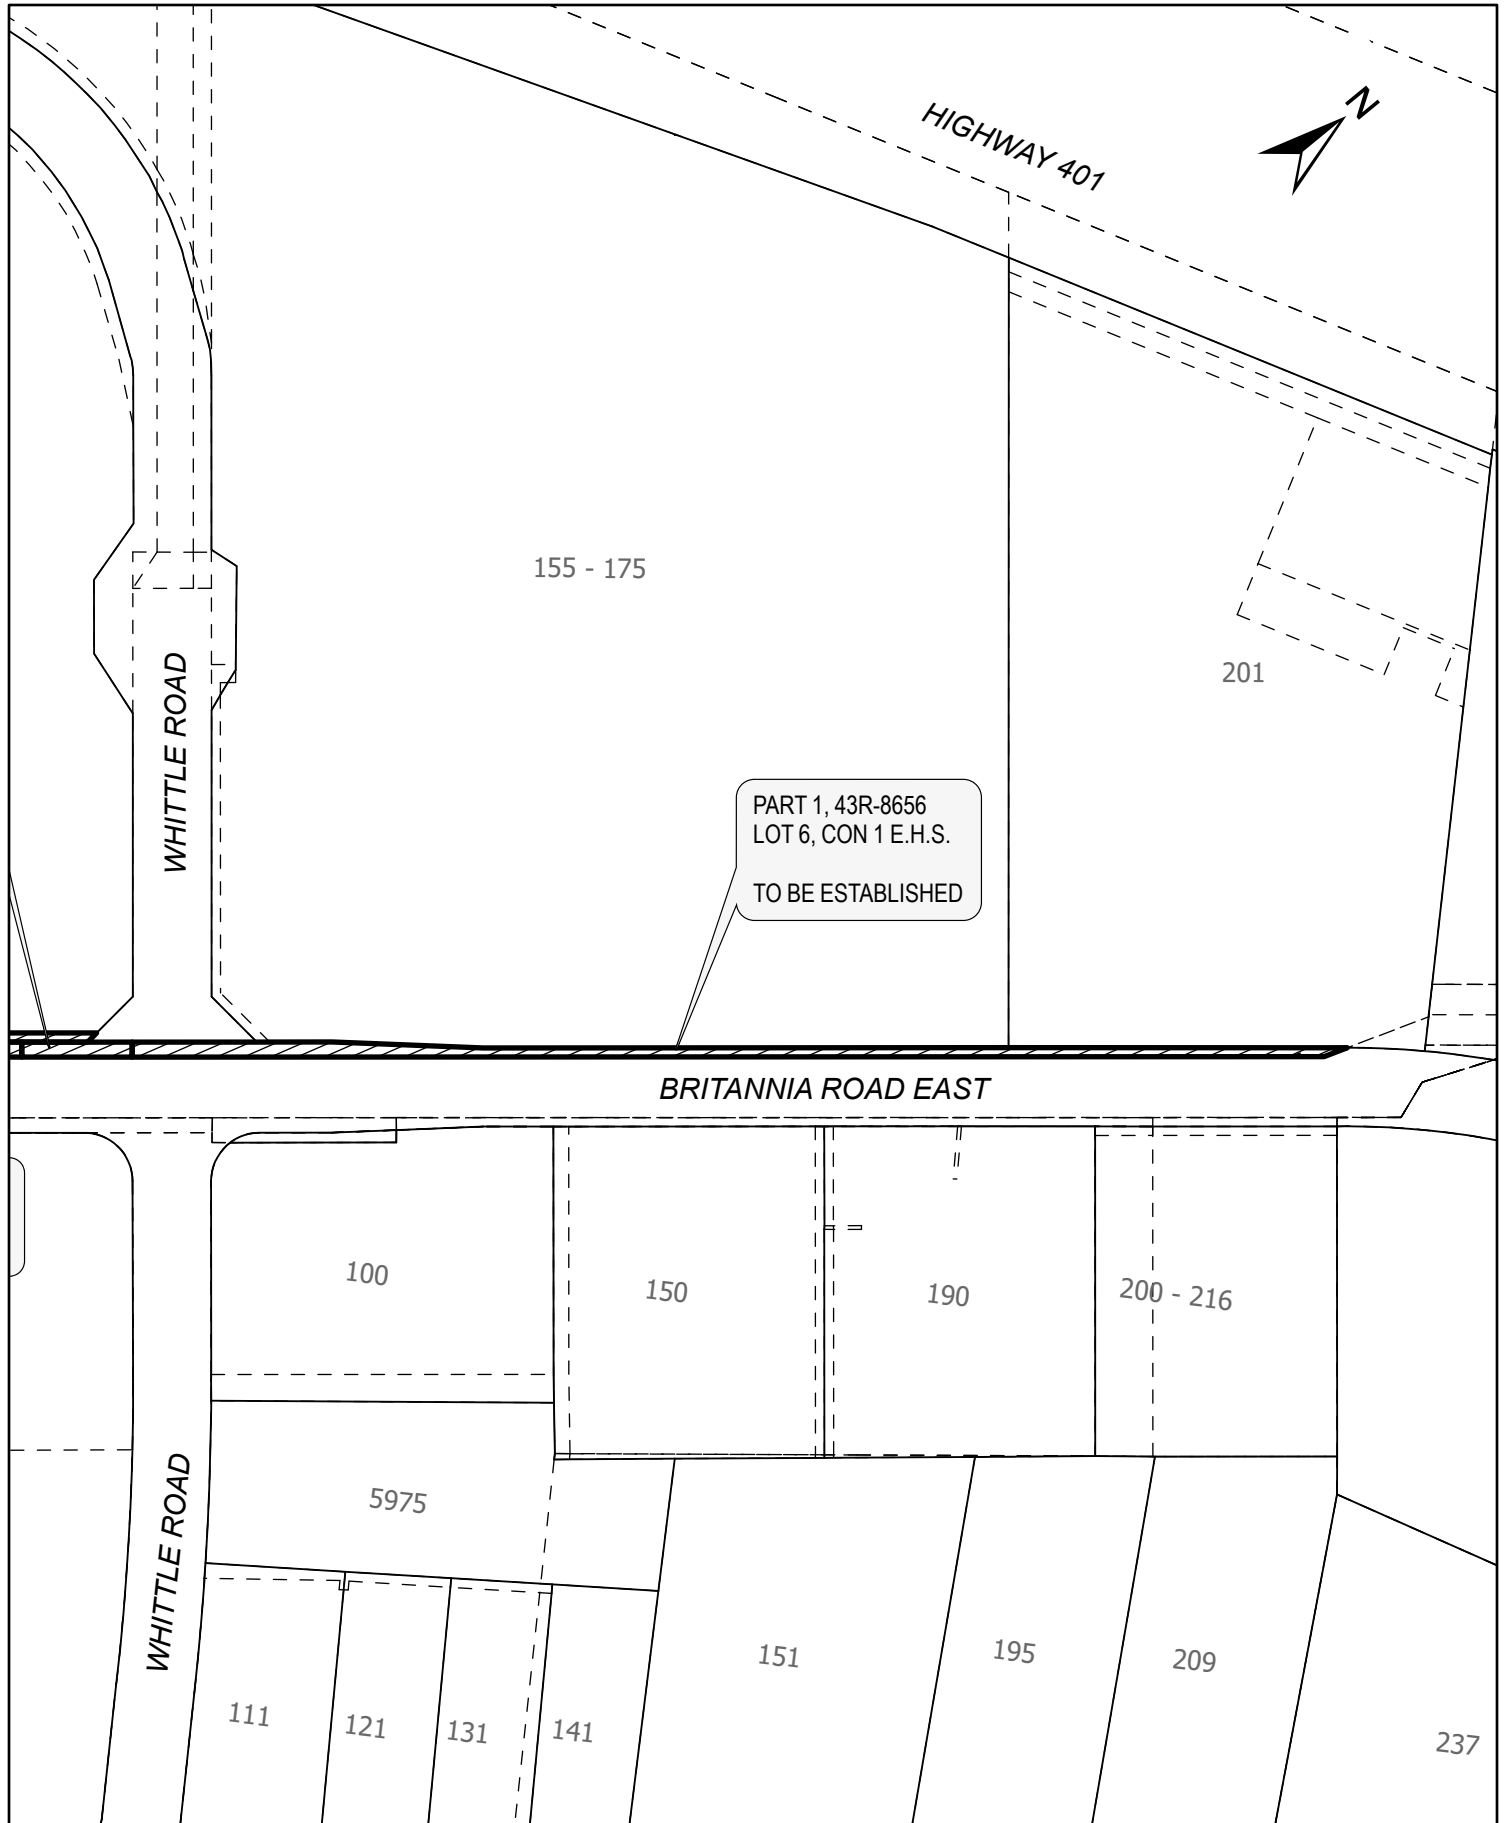 N
HIGHWAY 401
155 - 175
WHITTLE ROAD
201
PART 1, 43R-8656
LOT 6, CON 1 E.H.S.
TO BE ESTABLISHED
BRITANNIA ROAD EAST
100
150
190
200 - 216
5975
WHITTLE ROAD
151
195
209
111
121
131
141
237